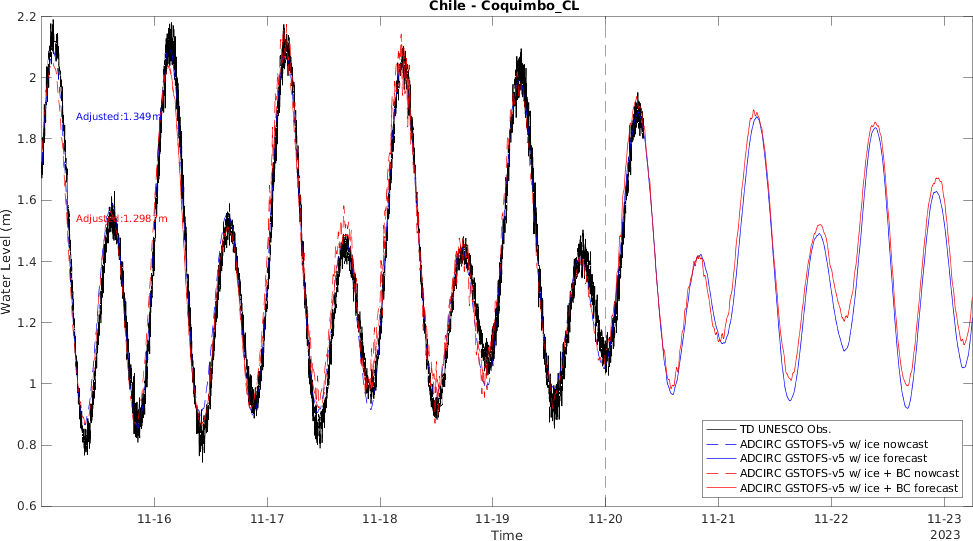 Chile - Coquimbo_CL
2.2
2
1.8
1.6
1.4
1.2
1
0.8
0.6
Water Level (m)
Adjusted:1.349m
Adjusted:1.2987m
11-16
11-17
11-18
11-19
11-20
11-21
11-22
11-23
2023
Time
TD UNESCO Obs.
ADCIRC GSTOFS-v5 w/ ice nowcast
ADCIRC GSTOFS-v5 w/ ice forecast
ADCIRC GSTOFS-v5 w/ ice + BC nowcast
ADCIRC GSTOFS-v5 w/ ice + BC forecast